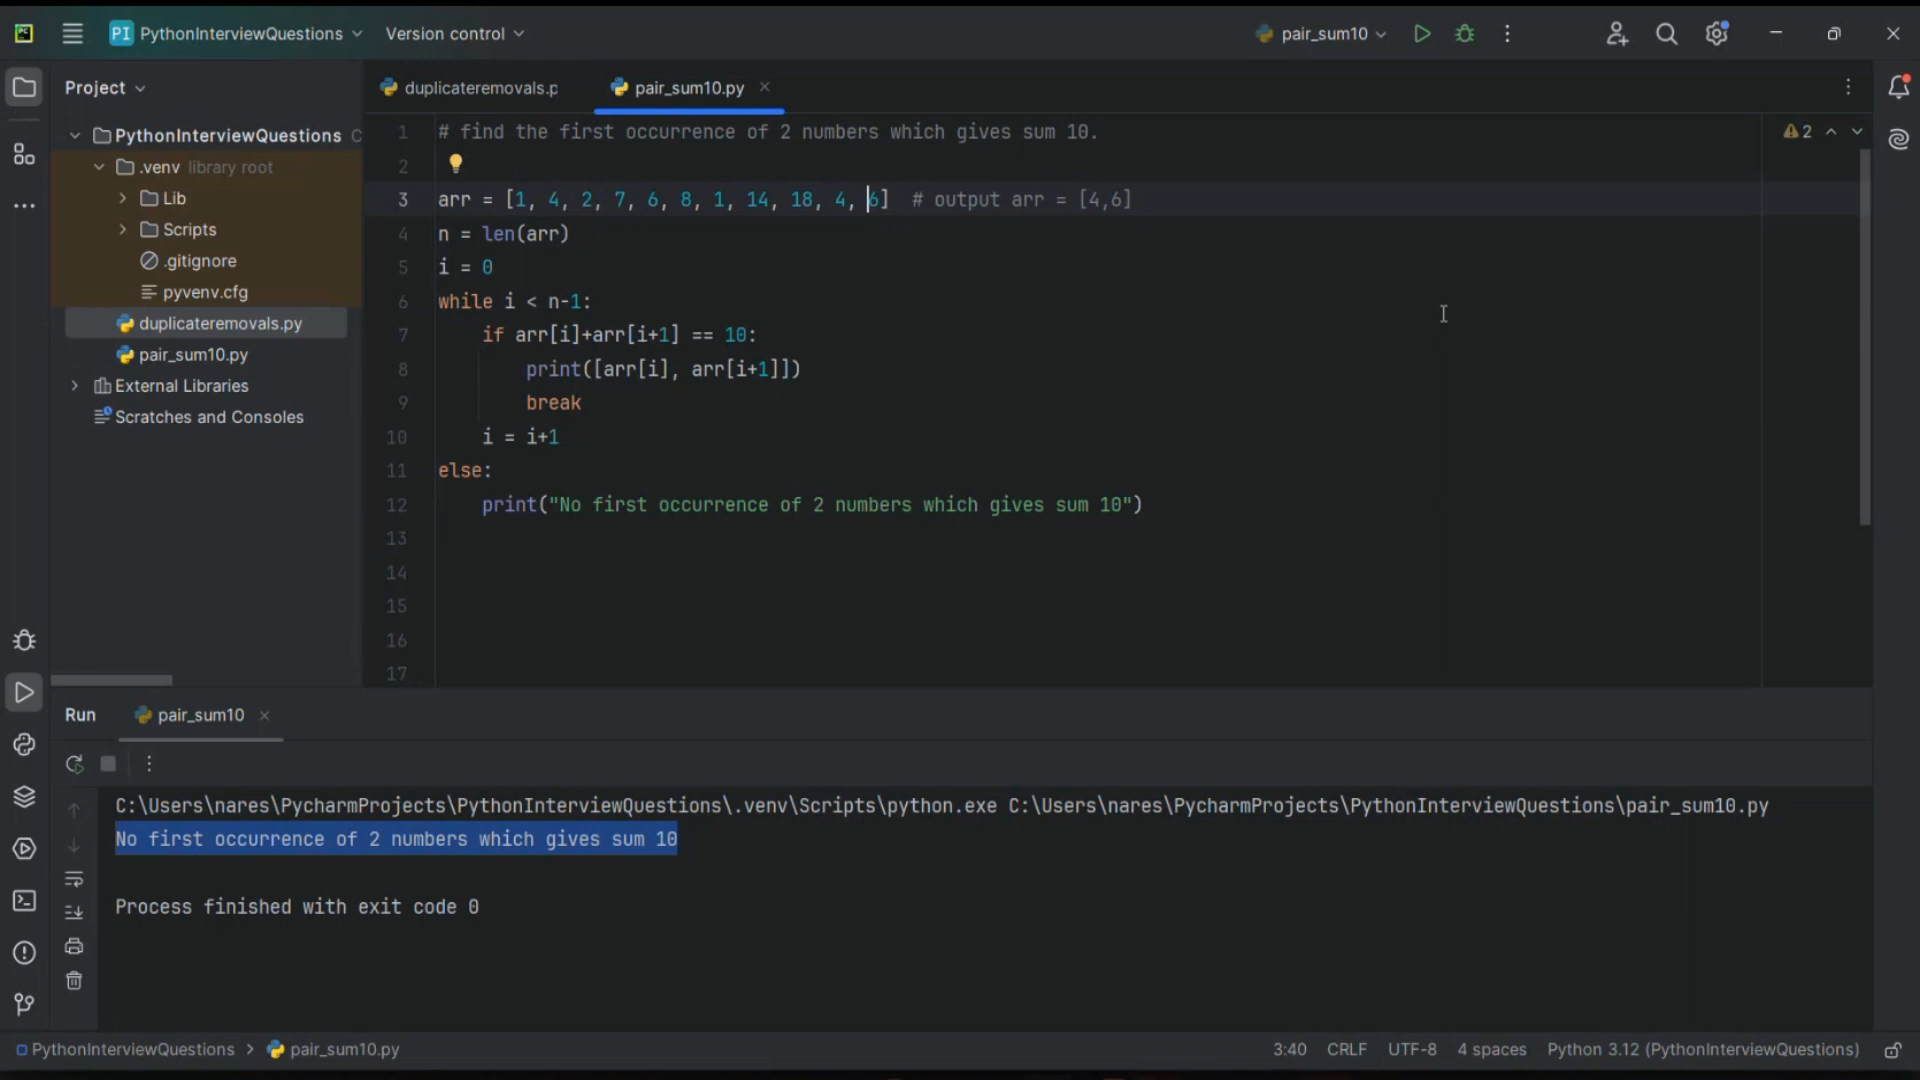 PC
PI PythonInterviewQuestions
Version control
pair_sum10
Project
duplicateremovals.p
pair_sum10.py
PythonInterviewQuestions C
.venv library root
Lib
Scripts
.gitignore
pyvenv.cfg
duplicateremovals.py
pair_sum10.py
External Libraries
Scratches and Consoles
2
1 # find the first occurrence of 2 numbers which gives sum 10.
2
3 arr = [1, 4, 2, 7, 6, 8, 1, 14, 18, 4, 6] # output arr = [4,6]
4 n = len(arr)
5 i = 0
6 while i < n-1:
7 if arr[i]+arr[i+1] == 10:
8 print([arr[i], arr[i+1]])
9 break
10 i = i+1
11 else:
12 print("No first occurrence of 2 numbers which gives sum 10")
13
14
15
16
17
Run
pair_sum10
C:\Users\nares\PycharmProjects\PythonInterviewQuestions\.venv\Scripts\python.exe C:\Users\nares\PycharmProjects\PythonInterviewQuestions\pair_sum10.py
No first occurrence of 2 numbers which gives sum 10
Process finished with exit code 0
PythonInterviewQuestions > pair_sum10.py
3:40 CRLF UTF-8 4 spaces Python 3.12 (PythonInterviewQuestions)